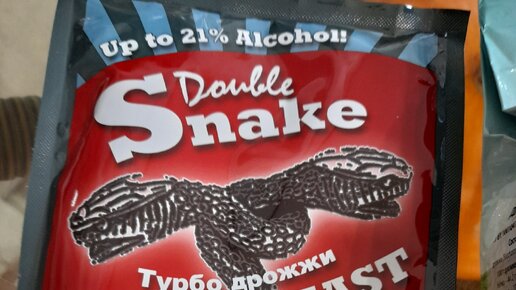 Up to 21% Alcohol!
Double
Snake
Турбо дрожжи